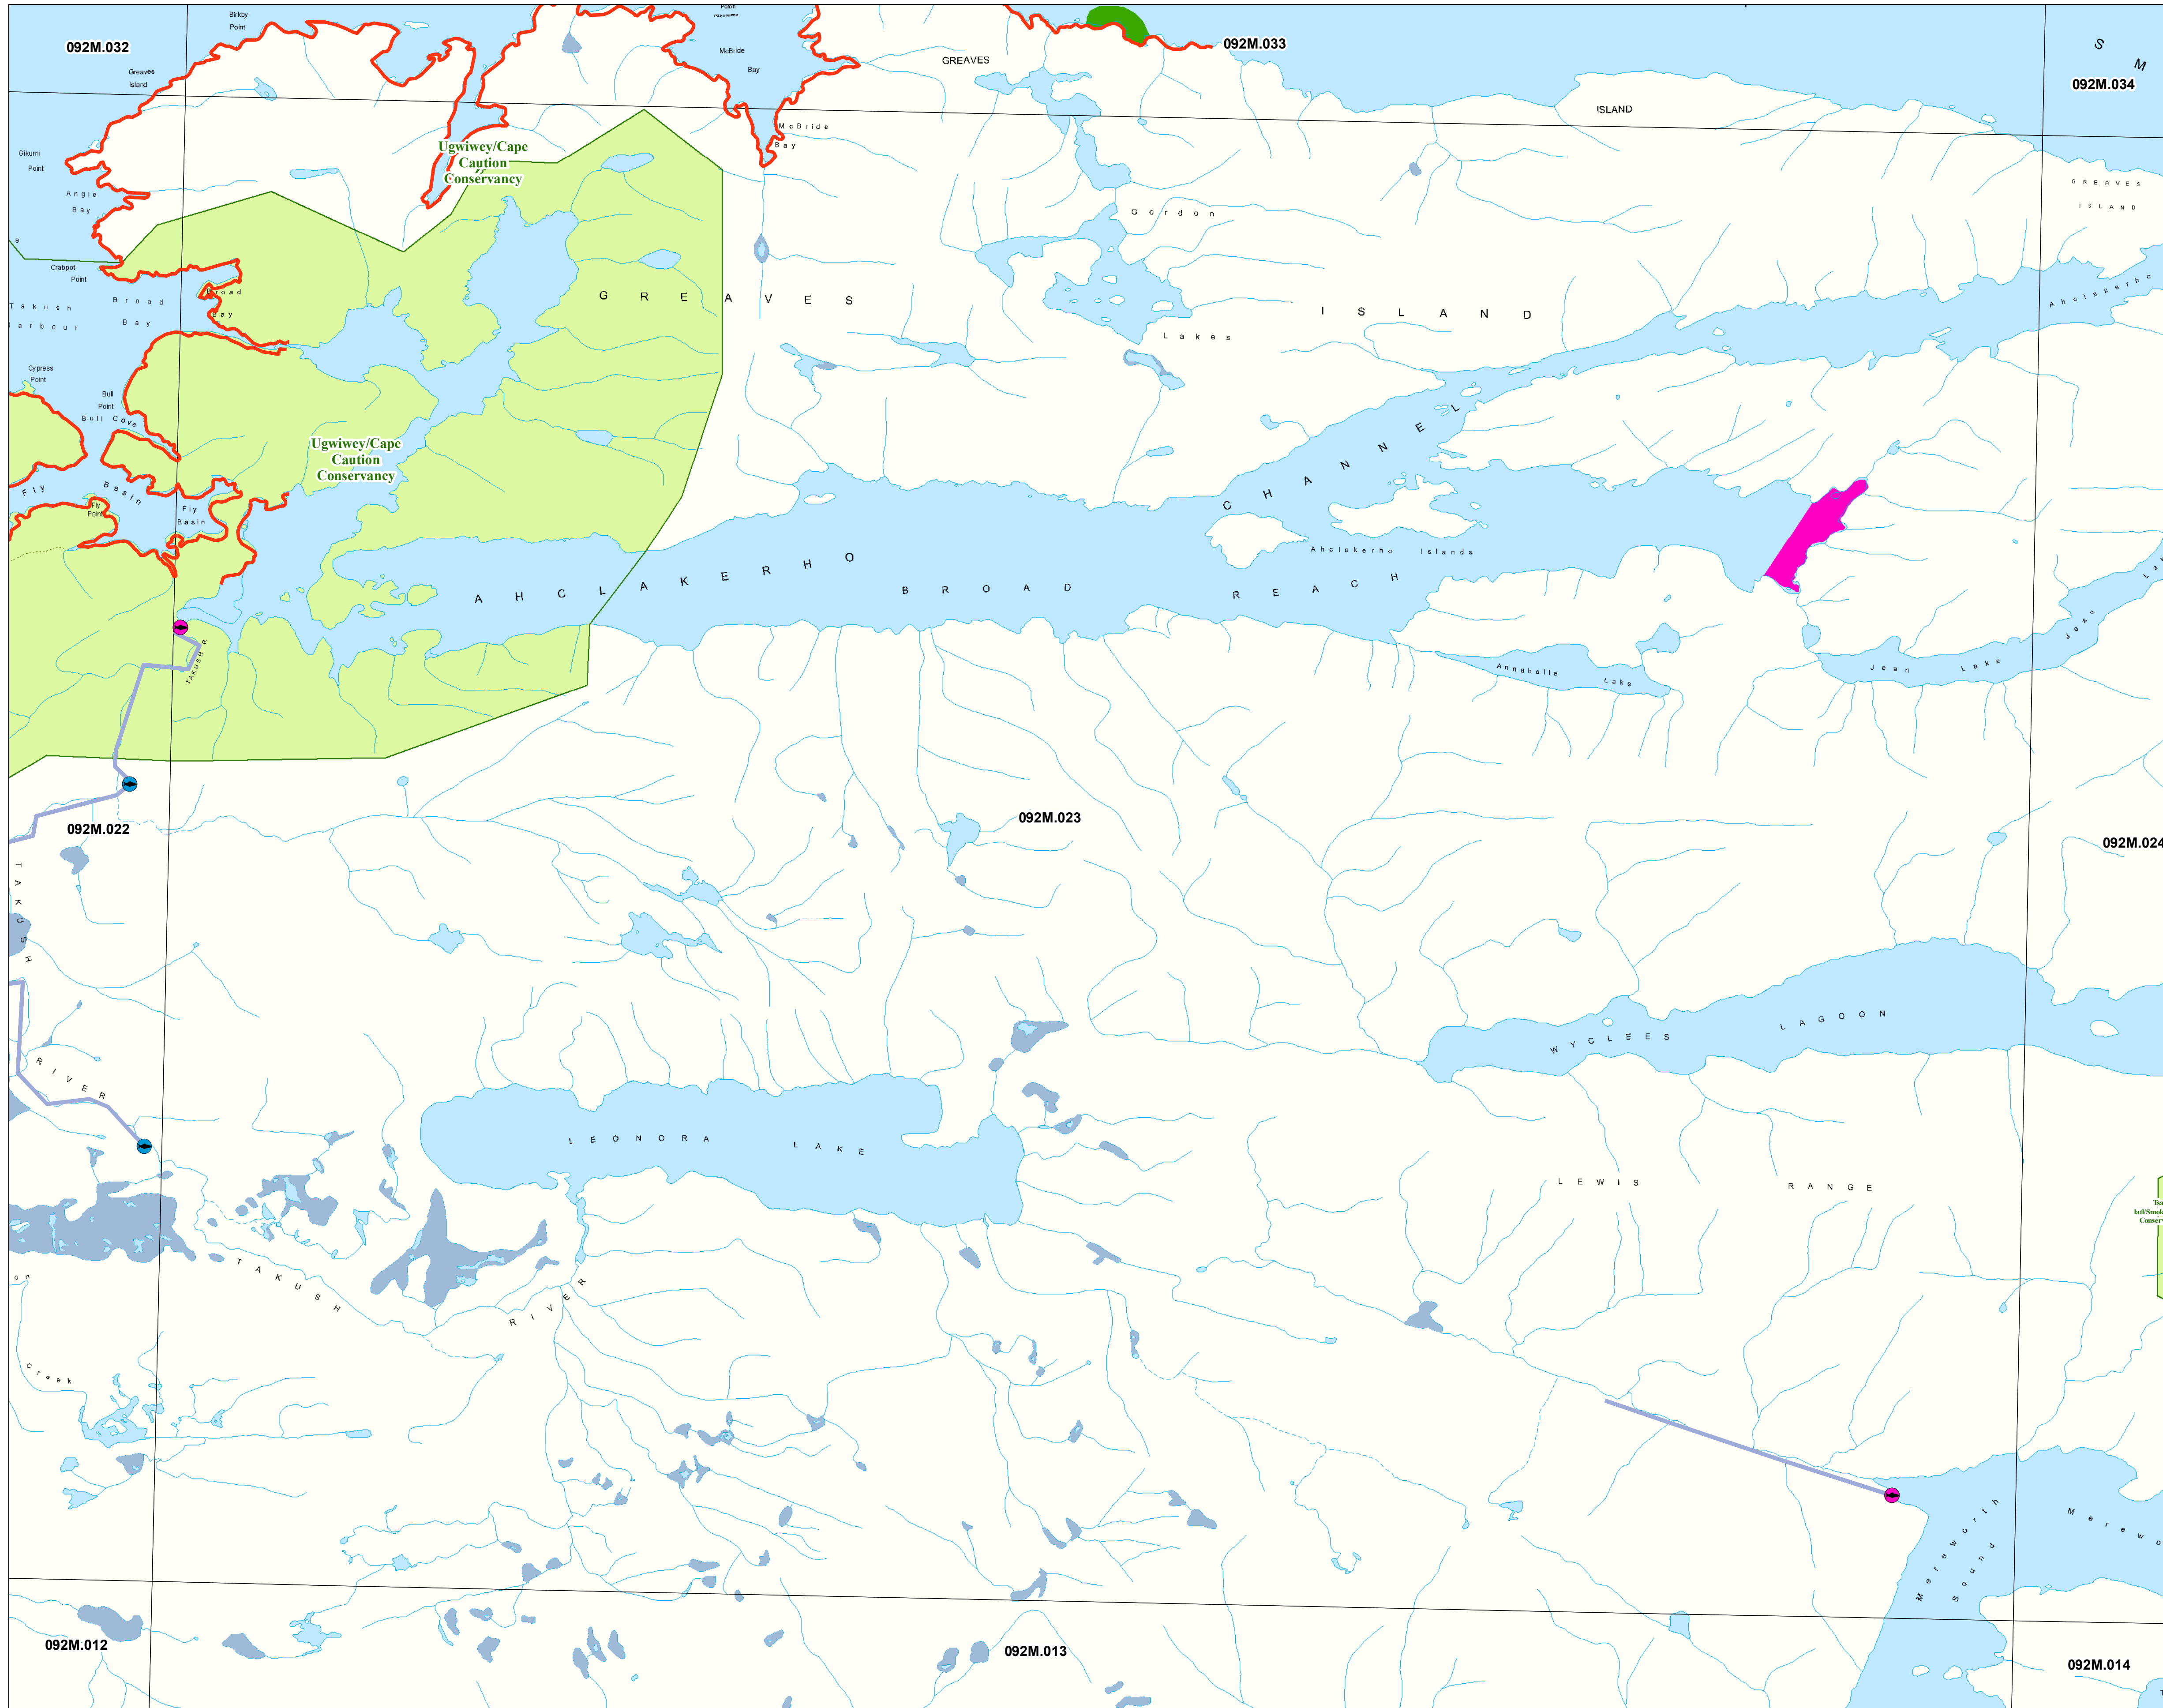 Birkby
Point
092M.032
Greaves
Island
McBride
Bay
GREAVES
092M.033
S M
092M.034
ISLAND
McBride
Bay
Gikumi
Point
Ugwiwey/Cape
Caution
Conservancy
Angle
Bay
GREAVES
ISLAND
Gordon
e
Crabpot
Point
Takush
arbour
Broad
Bay
Broad
Bay
GREAVES
ISLAND
Ahclakerho
Lakes
Cypress
Point
Bull
Point
Bull Cove
CHANNEL
Ugwiwey/Cape
Caution
Conservancy
Fly
Basin
Fly
Point
Fly
Basin
Ahclakerho Islands
AHCLAKERHO
BROAD
REACH
TAKUSH R
Annabelle
Lake
Jean
Lake
Jean
092M.022
092M.023
092M.024
TAKUSH
RIVER
WYCLEES
LAGOON
LEONORA
LAKE
LEWIS
RANGE
on
TAKUSH
RIVER
Creek
Mereworth
Sound
Merewo
092M.012
092M.013
092M.014